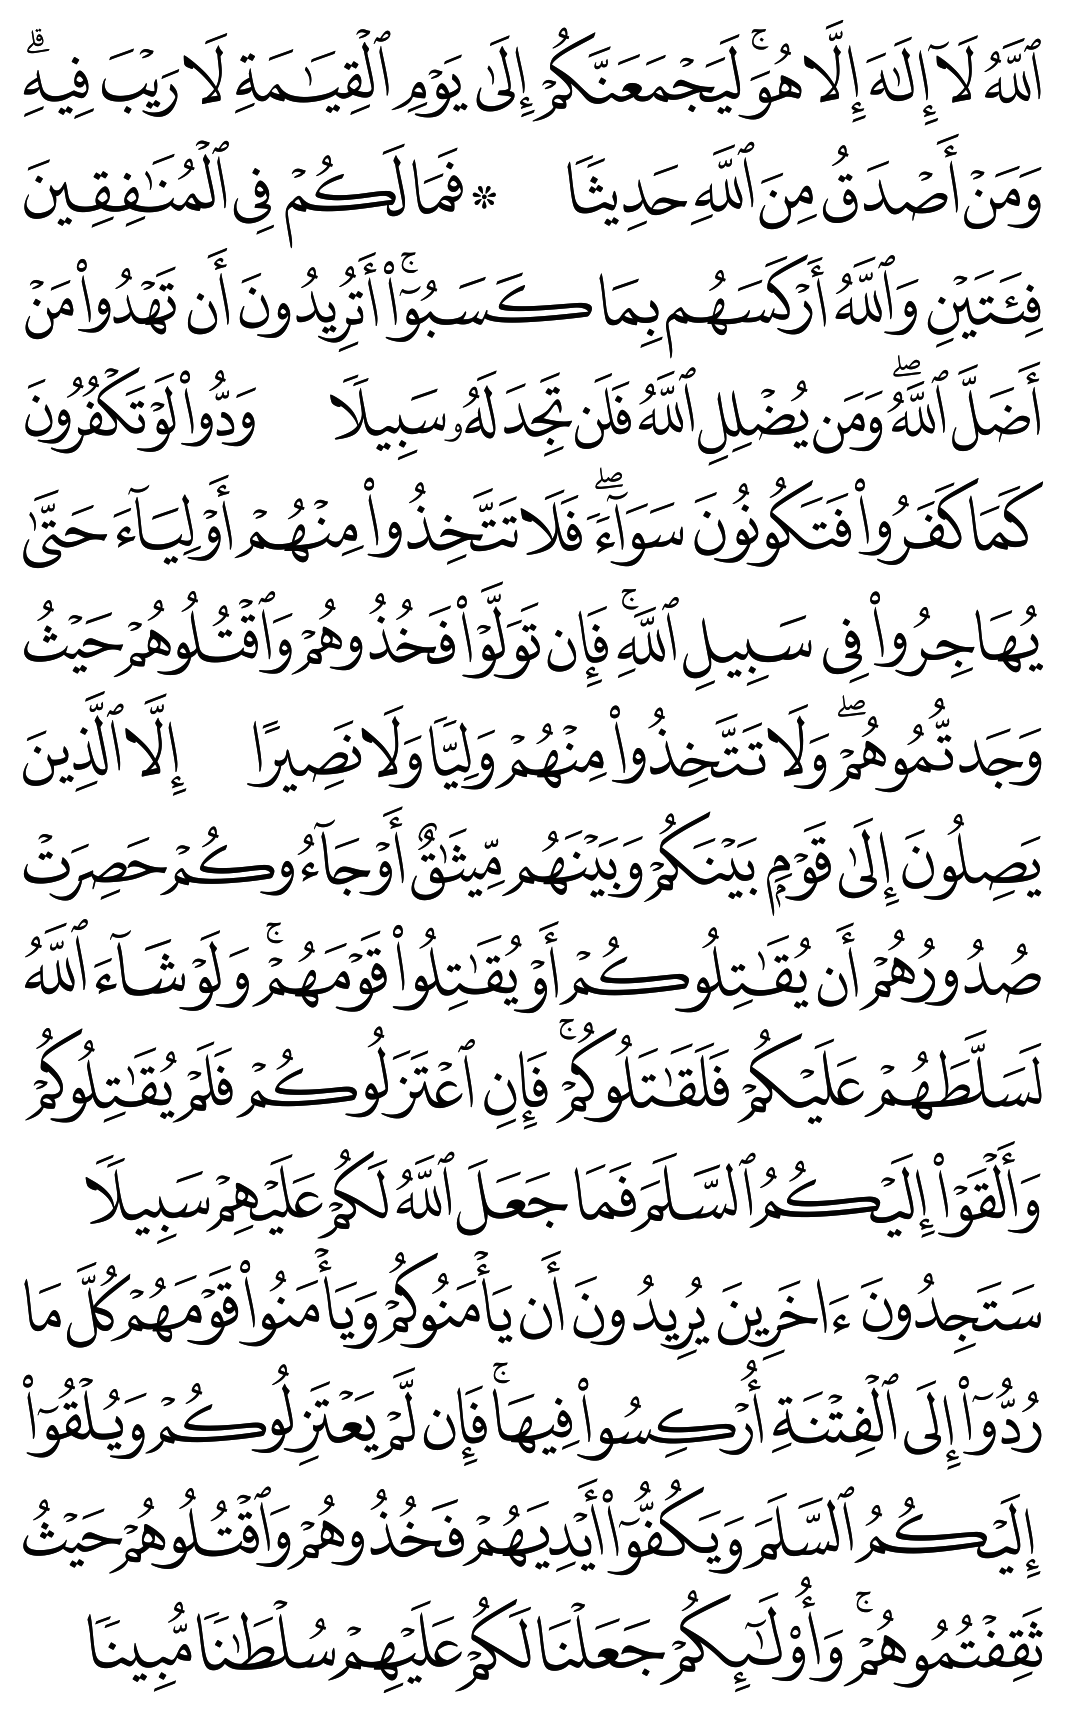 ٱللَّهُ لَآ إِلَٰهَ إِلَّا هُوَۚ لَيَجۡمَعَنَّكُمۡ إِلَىٰ يَوۡمِ ٱلۡقِيَٰمَةِ لَا رَيۡبَ فِيهِۗ
وَمَنۡ أَصۡدَقُ مِنَ ٱللَّهِ حَدِيثٗا ۞ فَمَا لَكُمۡ فِي ٱلۡمُنَٰفِقِينَ
فِئَتَيۡنِ وَٱللَّهُ أَرۡكَسَهُم بِمَا كَسَبُوٓاْۚ أَتُرِيدُونَ أَن تَهۡدُواْ مَنۡ
أَضَلَّ ٱللَّهُۖ وَمَن يُضۡلِلِ ٱللَّهُ فَلَن تَجِدَ لَهُۥ سَبِيلٗا وَدُّواْ لَوۡ تَكۡفُرُونَ
كَمَا كَفَرُواْ فَتَكُونُونَ سَوَآءٗۖ فَلَا تَتَّخِذُواْ مِنۡهُمۡ أَوۡلِيَآءَ حَتَّىٰ
يُهَاجِرُواْ فِي سَبِيلِ ٱللَّهِۚ فَإِن تَوَلَّوۡاْ فَخُذُوهُمۡ وَٱقۡتُلُوهُمۡ حَيۡثُ
وَجَدتُّمُوهُمۡۖ وَلَا تَتَّخِذُواْ مِنۡهُمۡ وَلِيّٗا وَلَا نَصِيرًا إِلَّا ٱلَّذِينَ
يَصِلُونَ إِلَىٰ قَوۡمِۭ بَيۡنَكُمۡ وَبَيۡنَهُم مِّيثَٰقٌ أَوۡ جَآءُوكُمۡ حَصِرَتۡ
صُدُورُهُمۡ أَن يُقَٰتِلُوكُمۡ أَوۡ يُقَٰتِلُواْ قَوۡمَهُمۡۚ وَلَوۡ شَآءَ ٱللَّهُ
لَسَلَّطَهُمۡ عَلَيۡكُمۡ فَلَقَٰتَلُوكُمۡۚ فَإِنِ ٱعۡتَزَلُوكُمۡ فَلَمۡ يُقَٰتِلُوكُمۡ
وَأَلۡقَوۡاْ إِلَيۡكُمُ ٱلسَّلَمَ فَمَا جَعَلَ ٱللَّهُ لَكُمۡ عَلَيۡهِمۡ سَبِيلٗا
سَتَجِدُونَ ءَاخَرِينَ يُرِيدُونَ أَن يَأۡمَنُوكُمۡ وَيَأۡمَنُواْ قَوۡمَهُمۡ كُلَّ مَا
رُدُّوٓاْ إِلَى ٱلۡفِتۡنَةِ أُرۡكِسُواْ فِيهَاۚ فَإِن لَّمۡ يَعۡتَزِلُوكُمۡ وَيُلۡقُوٓاْ
إِلَيۡكُمُ ٱلسَّلَمَ وَيَكُفُّوٓاْ أَيۡدِيَهُمۡ فَخُذُوهُمۡ وَٱقۡتُلُوهُمۡ حَيۡثُ
ثَقِفۡتُمُوهُمۡۚ وَأُوْلَٰٓئِكُمۡ جَعَلۡنَا لَكُمۡ عَلَيۡهِمۡ سُلۡطَٰنٗا مُّبِينٗا